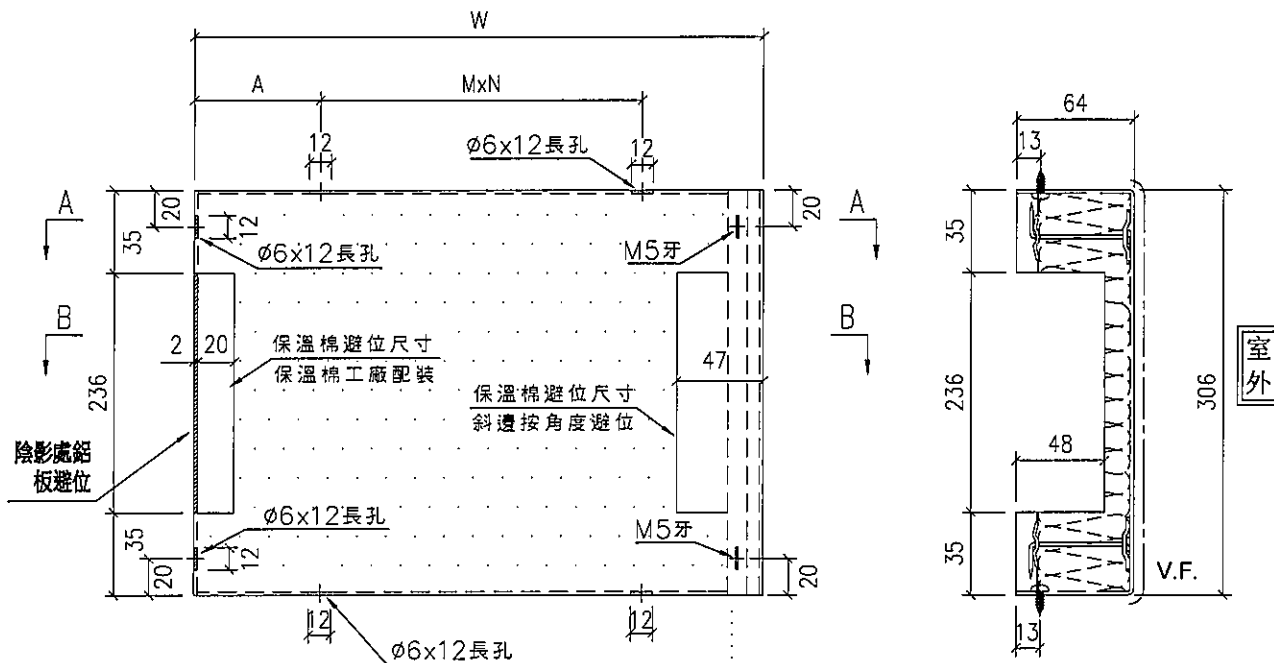 W
A
MxN
64
12
Ø6x12長孔
12
13
A
20
12
20
A
35
Ø6x12長孔
M5牙
35
B
B
2
20
保溫棉避位尺寸
保溫棉工廠配裝
47
236
保溫棉避位尺寸
斜邊按角度避位
236
306
室
外
48
陰影處鋁
板避位
Ø6x12長孔
M5牙
35
12
35
20
20
V.F.
12
12
13
Ø6x12長孔